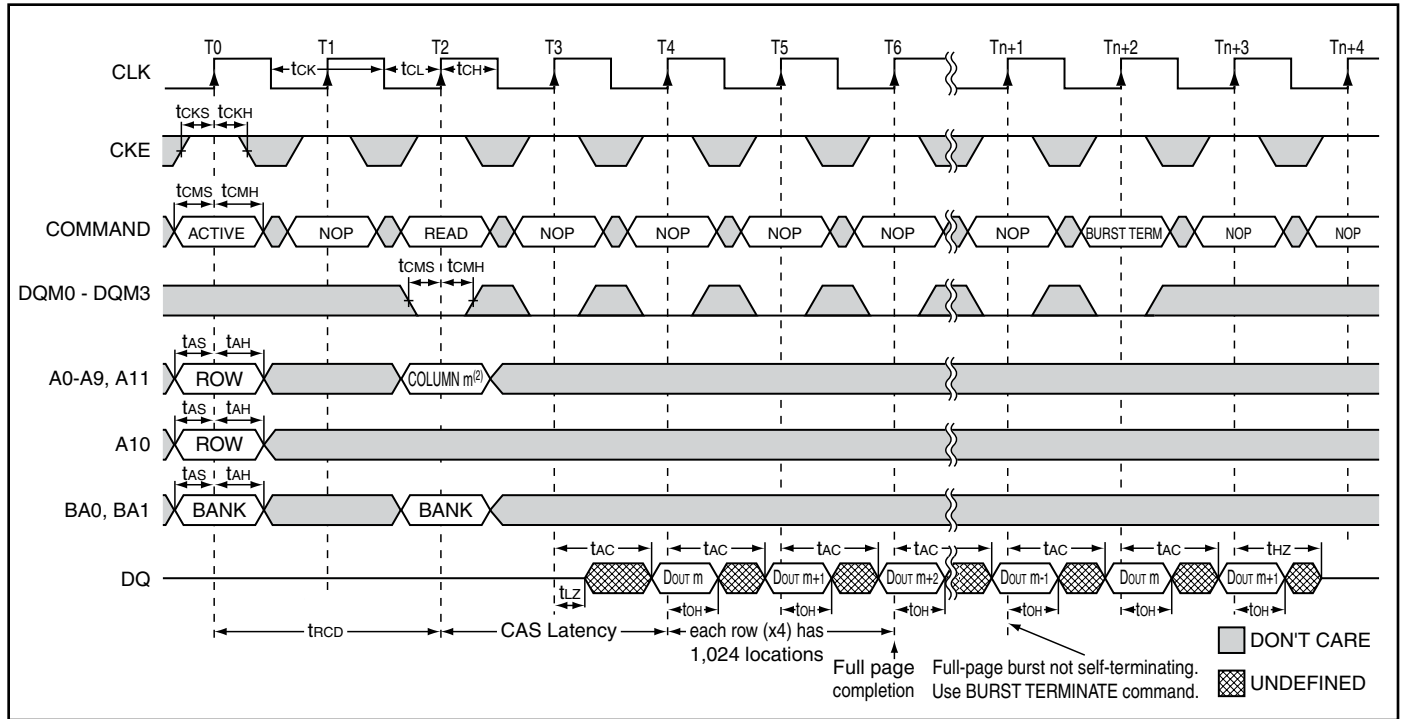 T0 T1 T2 T3 T4 T5 T6 Tn+1 Tn+2 Tn+3 Tn+4
CLK tCK tCL tCH
tCKS tCKH
CKE
tCMS tCMH
COMMAND ACTIVE NOP READ NOP NOP NOP NOP NOP BURST TERM NOP NOP
tCMS tCMH
DQM0 - DQM3
tAS tAH
A0-A9, A11 ROW COLUMN m(2)
tAS tAH
A10 ROW
tAS tAH
BA0, BA1 BANK BANK
tAC tAC tAC tAC tAC tAC tHZ
DQ DOUT m DOUT m+1 DOUT m+2 DOUT m-1 DOUT m DOUT m+1
tLZ tOH tOH tOH tOH tOH tOH
tRCD CAS Latency each row (x4) has
1,024 locations
Full page
completion
Full-page burst not self-terminating.
Use BURST TERMINATE command.
DON'T CARE
UNDEFINED